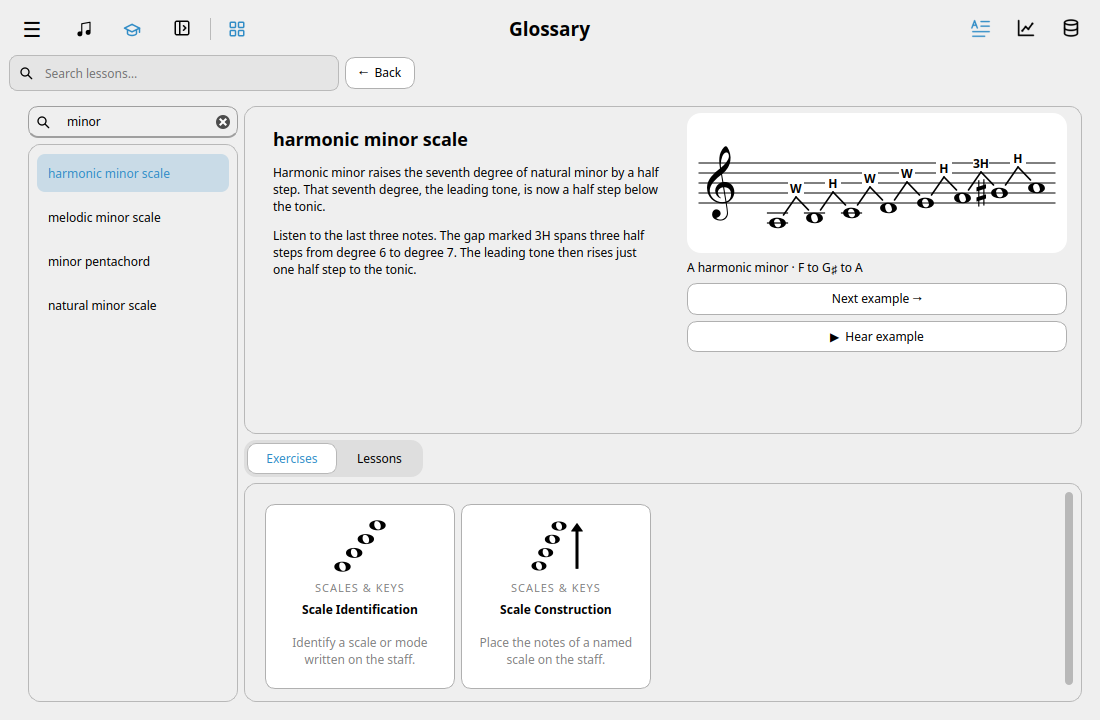 Glossary
Search lessons...
← Back
minor
harmonic minor scale
melodic minor scale
minor pentachord
natural minor scale
harmonic minor scale
Harmonic minor raises the seventh degree of natural minor by a half
step. That seventh degree, the leading tone, is now a half step below
the tonic.
Listen to the last three notes. The gap marked 3H spans three half
steps from degree 6 to degree 7. The leading tone then rises just
one half step to the tonic.
W H W W H 3H H
A harmonic minor · F to G♯ to A
Next example →
▶ Hear example
Exercises
Lessons
SCALES & KEYS
Scale Identification
Identify a scale or mode
written on the staff.
SCALES & KEYS
Scale Construction
Place the notes of a named
scale on the staff.